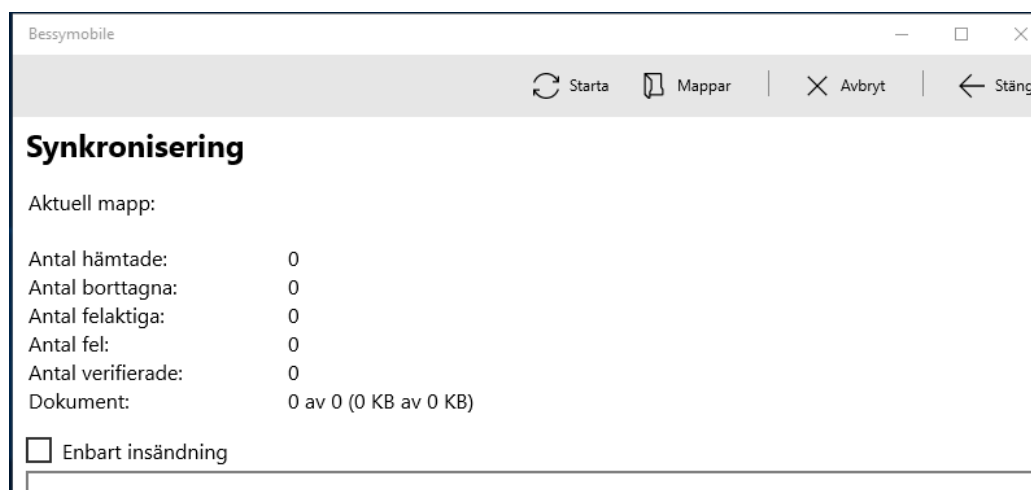 Bessymobile
Starta Mappar Avbryt Stäng
Synkronisering
Aktuell mapp:
Antal hämtade: 0
Antal borttagna: 0
Antal felaktiga: 0
Antal fel: 0
Antal verifierade: 0
Dokument: 0 av 0 (0 KB av 0 KB)
Enbart insändning